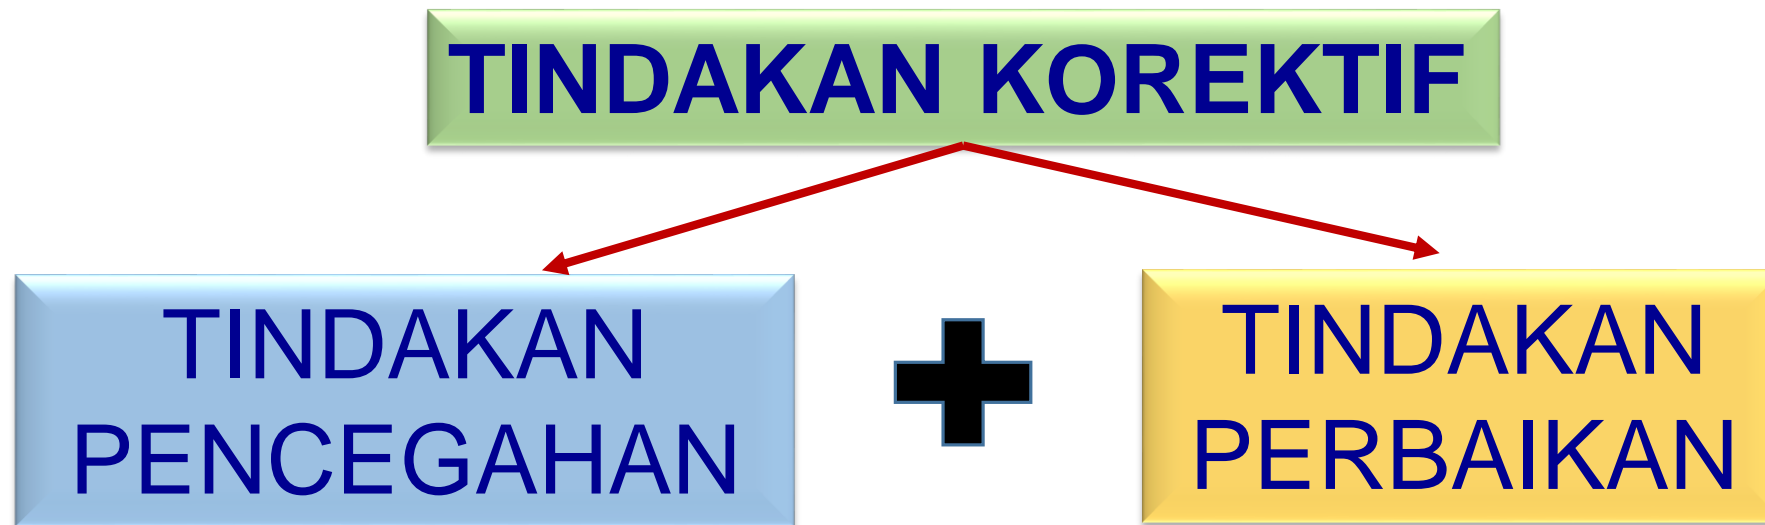 TINDAKAN KOREKTIF
TINDAKAN
PENCEGAHAN
TINDAKAN
PERBAIKAN